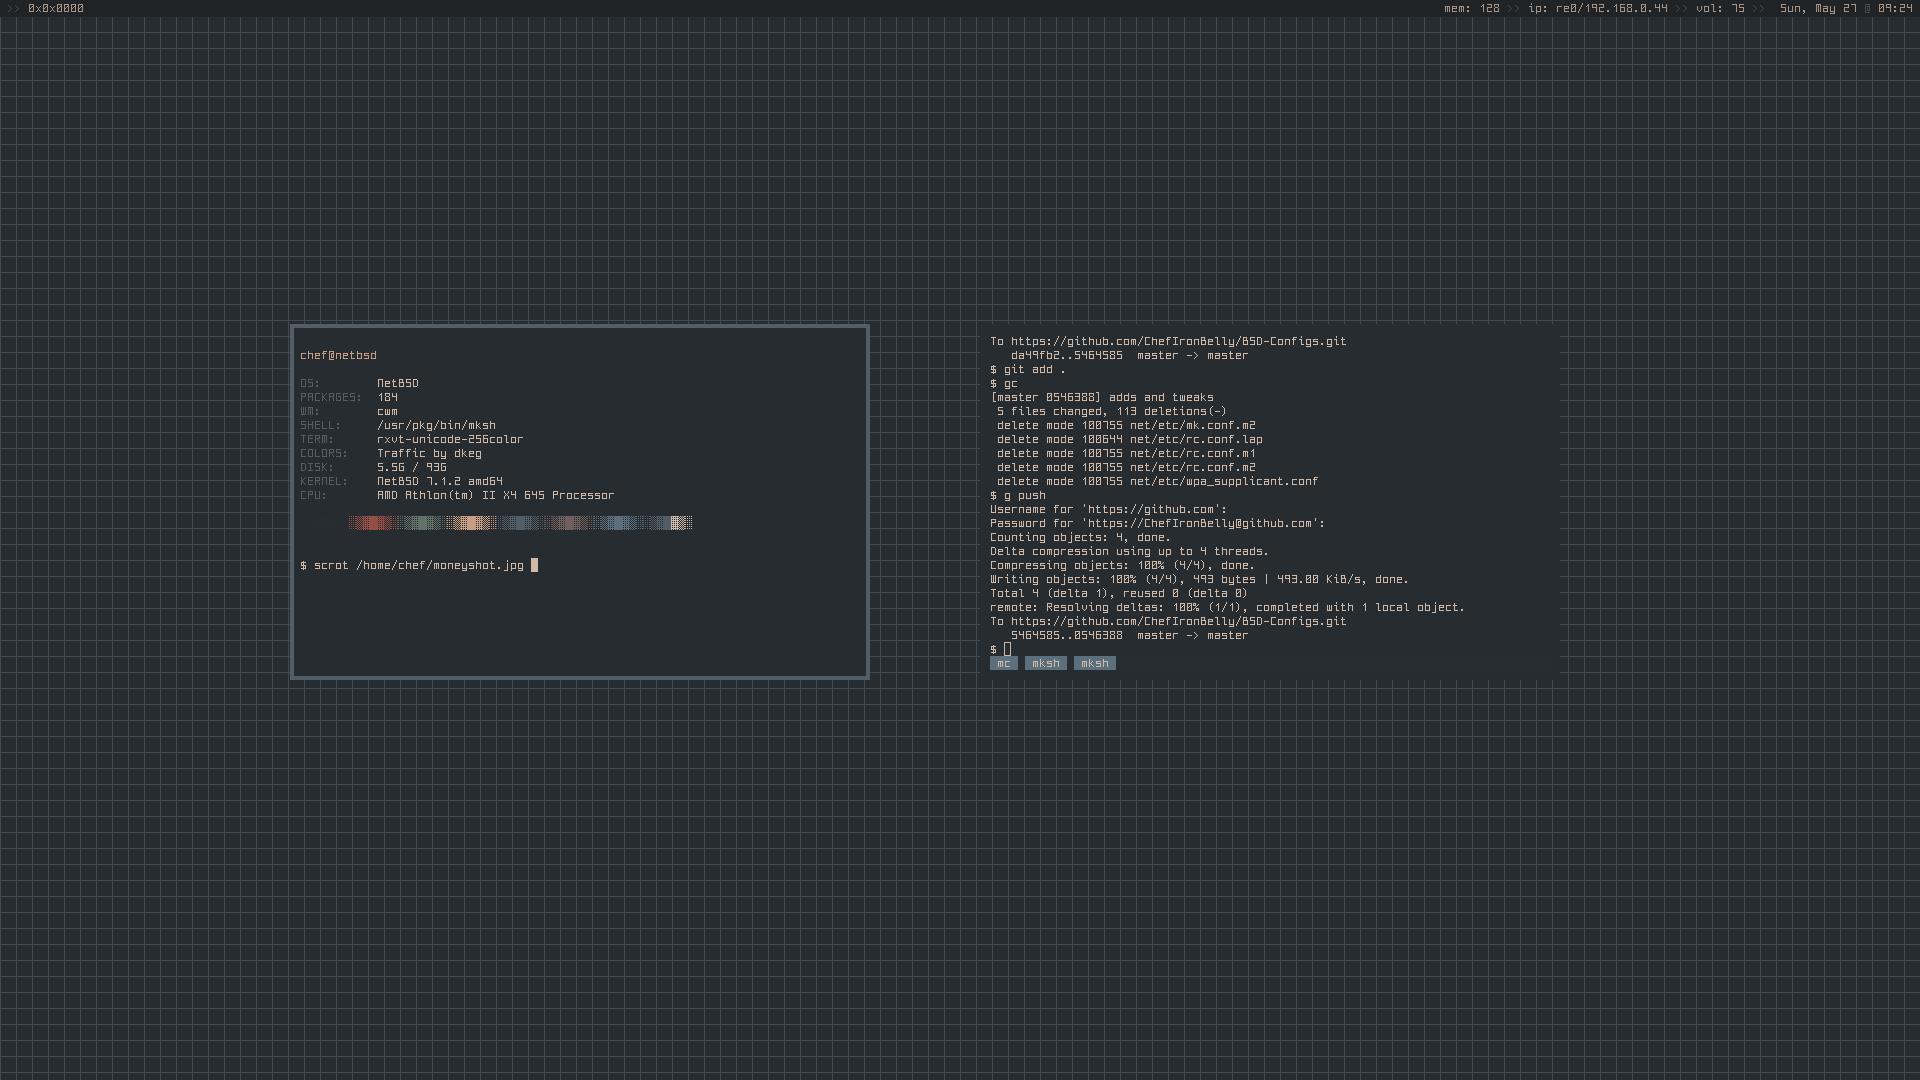 >> 0x0x0000
mem: 128 >> ip: re0/192.168.0.44 >> vol: 75 >> Sun, May 27 @ 09:24
chef@netbsd
OS: NetBSD
PACKAGES: 184
WM: cwm
SHELL: /usr/pkg/bin/mksh
TERM: rxvt-unicode-256color
COLORS: Traffic by dkeg
DISK: 5.5G / 93G
KERNEL: NetBSD 7.1.2 amd64
CPU: AMD Athlon(tm) II X4 645 Processor
$ scrot /home/chef/moneyshot.jpg
To https://github.com/ChefIronBelly/BSD-Configs.git
da49fb2..5464585 master -> master
$ git add .
$ gc
[master 0546388] adds and tweaks
5 files changed, 113 deletions(-)
delete mode 100755 net/etc/mk.conf.m2
delete mode 100644 net/etc/rc.conf.lap
delete mode 100755 net/etc/rc.conf.m1
delete mode 100755 net/etc/rc.conf.m2
delete mode 100755 net/etc/wpa_supplicant.conf
$ g push
Username for 'https://github.com':
Password for 'https://ChefIronBelly@github.com':
Counting objects: 4, done.
Delta compression using up to 4 threads.
Compressing objects: 100% (4/4), done.
Writing objects: 100% (4/4), 493 bytes | 493.00 KiB/s, done.
Total 4 (delta 1), reused 0 (delta 0)
remote: Resolving deltas: 100% (1/1), completed with 1 local object.
To https://github.com/ChefIronBelly/BSD-Configs.git
5464585..0546388 master -> master
$
mc mksh mksh